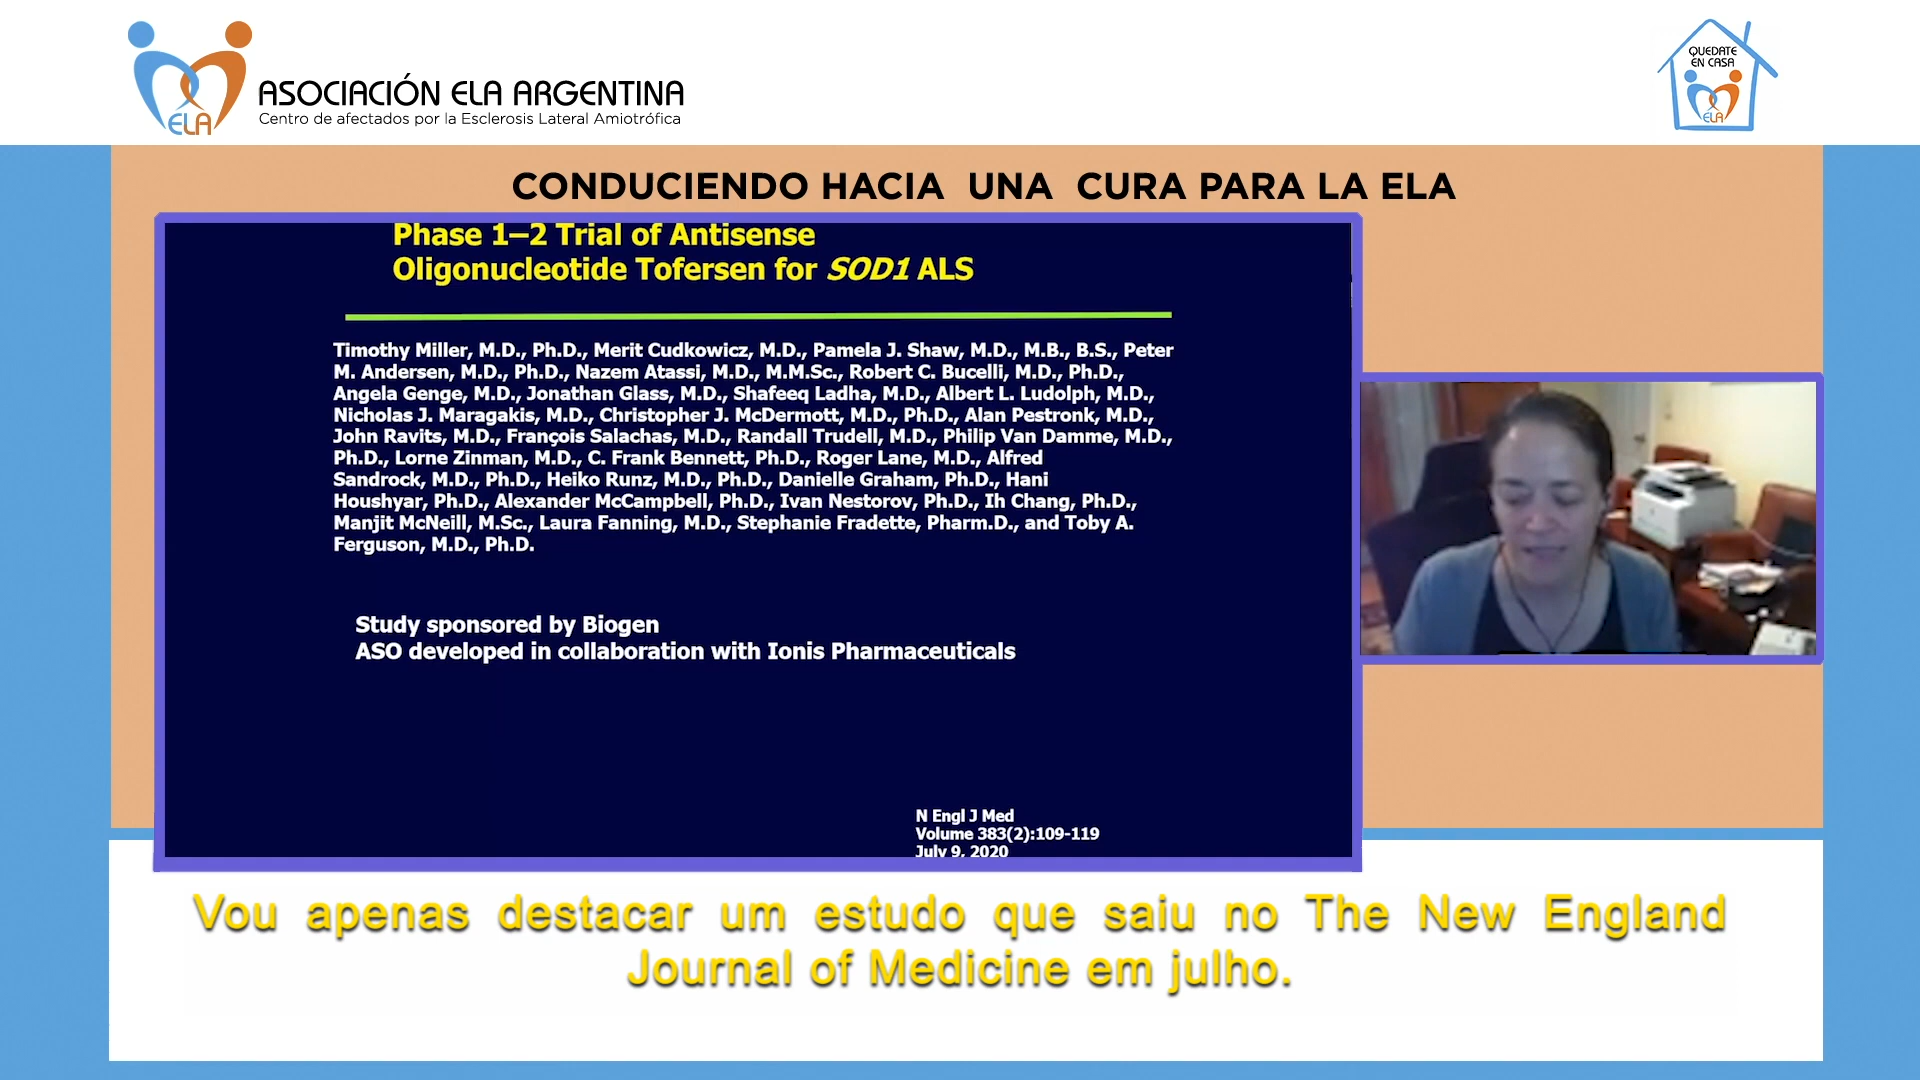 ELA
ASOCIACIÓN ELA ARGENTINA
Centro de afectados por la Esclerosis Lateral Amiotrófica
QUEDATE
EN CASA
ELA
CONDUCIENDO HACIA UNA CURA PARA LA ELA
Phase 1–2 Trial of Antisense
Oligonucleotide Tofersen for SOD1 ALS
Timothy Miller, M.D., Ph.D., Merit Cudkowicz, M.D., Pamela J. Shaw, M.D., M.B., B.S., Peter
M. Andersen, M.D., Ph.D., Nazem Atassi, M.D., M.M.Sc., Robert C. Bucelli, M.D., Ph.D.,
Angela Genge, M.D., Jonathan Glass, M.D., Shafeeq Ladha, M.D., Albert L. Ludolph, M.D.,
Nicholas J. Maragakis, M.D., Christopher J. McDermott, M.D., Ph.D., Alan Pestronk, M.D.,
John Ravits, M.D., François Salachas, M.D., Randall Trudell, M.D., Philip Van Damme, M.D.,
Ph.D., Lorne Zinman, M.D., C. Frank Bennett, Ph.D., Roger Lane, M.D., Alfred
Sandrock, M.D., Ph.D., Heiko Runz, M.D., Ph.D., Danielle Graham, Ph.D., Hani
Houshyar, Ph.D., Alexander McCampbell, Ph.D., Ivan Nestorov, Ph.D., Ih Chang, Ph.D.,
Manjit McNeill, M.Sc., Laura Fanning, M.D., Stephanie Fradette, Pharm.D., and Toby A.
Ferguson, M.D., Ph.D.
Study sponsored by Biogen
ASO developed in collaboration with Ionis Pharmaceuticals
N Engl J Med
Volume 383(2):109-119
July 9, 2020
Vou apenas destacar um estudo que saiu no The New England
Journal of Medicine em julho.